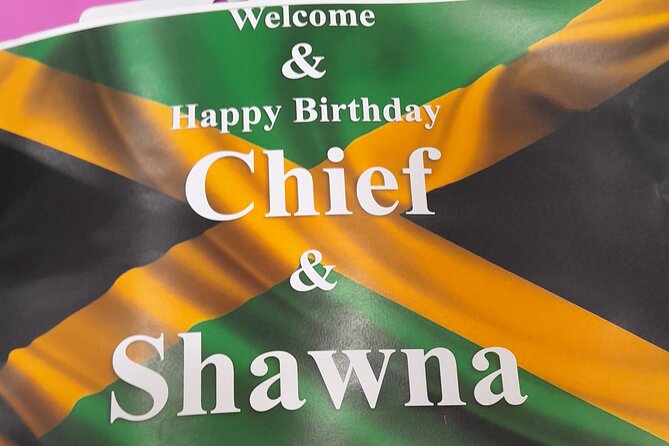 Welcome
&
Happy Birthday
Chief
&
Shawna